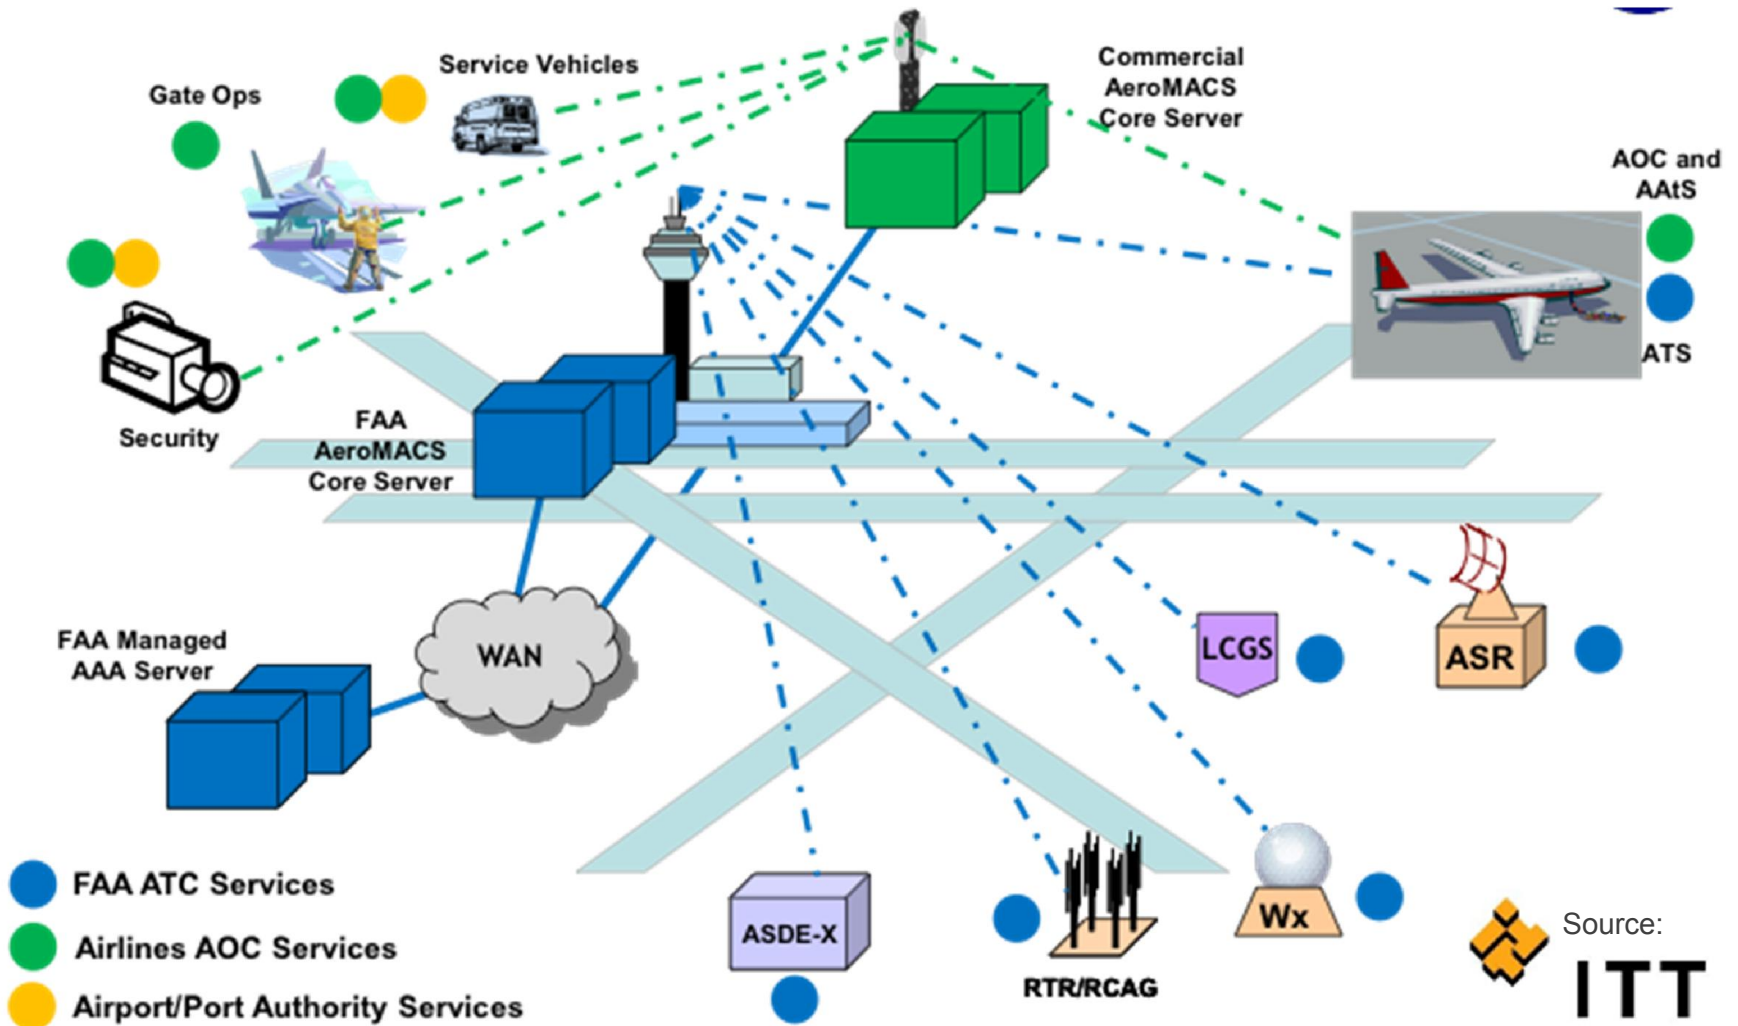 Service Vehicles
Commercial
AeroMACS
Core Server
Gate Ops
AOC and
AAtS
ATS
Security
FAA
AeroMACS
Core Server
WAN
FAA Managed
AAA Server
LCGS
ASR
FAA ATC Services
Airlines AOC Services
Airport/Port Authority Services
ASDE-X
RTR/RCAG
Wx
Source:
ITT